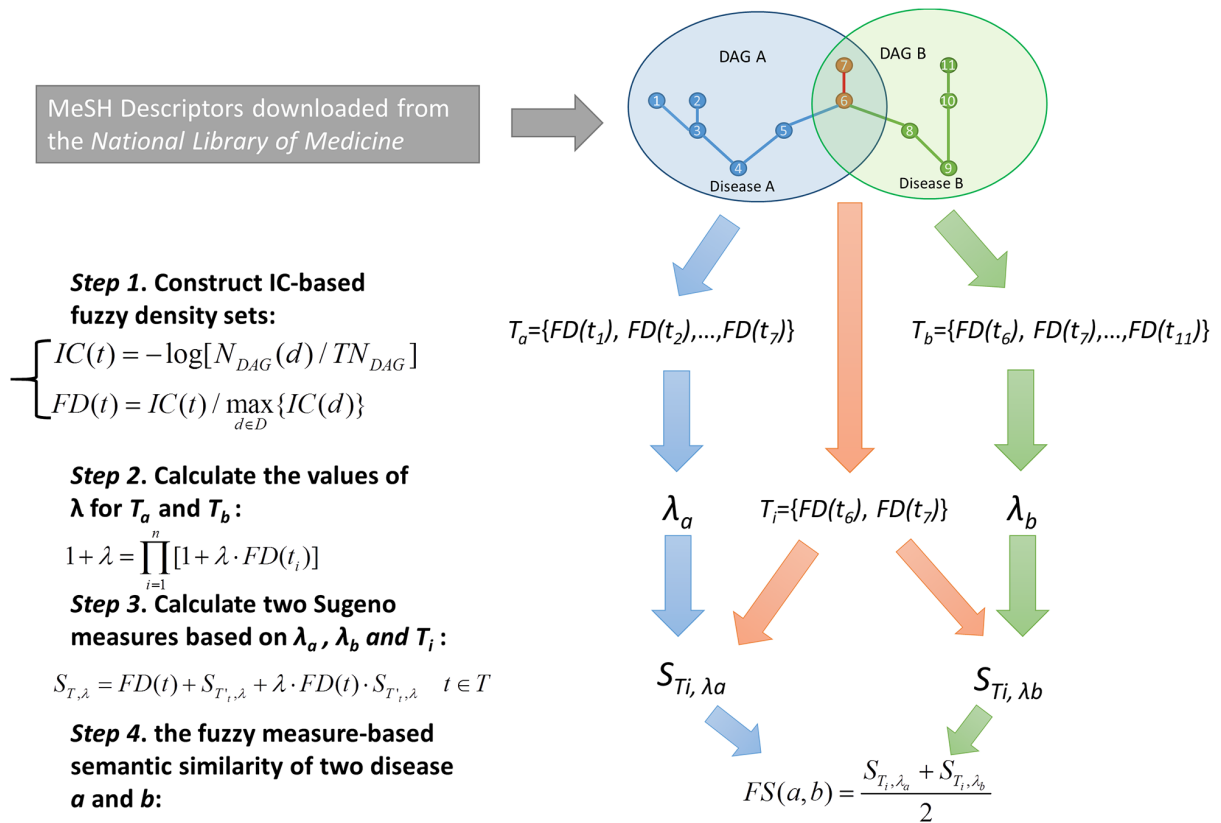 MeSH Descriptors downloaded from
the National Library of Medicine
DAG A
DAG B
7
11
1
2
6
10
3
5
8
4
9
Disease A
Disease B
Step 1. Construct IC-based
fuzzy density sets:
IC(t) = −log[N_DAG(d) / TN_DAG]
FD(t) = IC(t) / max_{d∈D}{IC(d)}
Step 2. Calculate the values of
λ for T_a and T_b :
1 + λ = ∏_{i=1}^{n} [1 + λ · FD(t_i)]
Step 3. Calculate two Sugeno
measures based on λ_a , λ_b and T_i :
S_{T,λ} = FD(t) + S_{T'_t,λ} + λ · FD(t) · S_{T'_t,λ} t ∈ T
Step 4. the fuzzy measure-based
semantic similarity of two disease
a and b:
T_a={FD(t_1), FD(t_2),...,FD(t_7)}
T_b={FD(t_6), FD(t_7),...,FD(t_11)}
λ_a
T_i={FD(t_6), FD(t_7)}
λ_b
S_{Ti, λa}
S_{Ti, λb}
FS(a,b) = (S_{T_i,λ_a} + S_{T_i,λ_b}) / 2